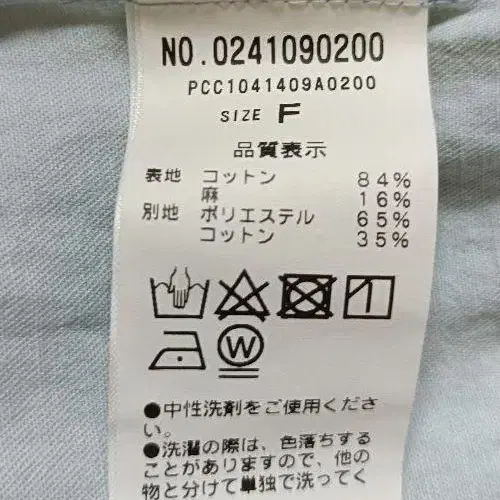 NO.0241090200
PCC1041409A0200
SIZE F
品質表示
表地 コットン 84%
麻 16%
別地 ポリエステル 65%
コットン 35%
W
●中性洗剤をご使用くださ
い。
●洗濯の際は、色落ちする
ことがありますので、他の
物と分けて単独で洗ってく